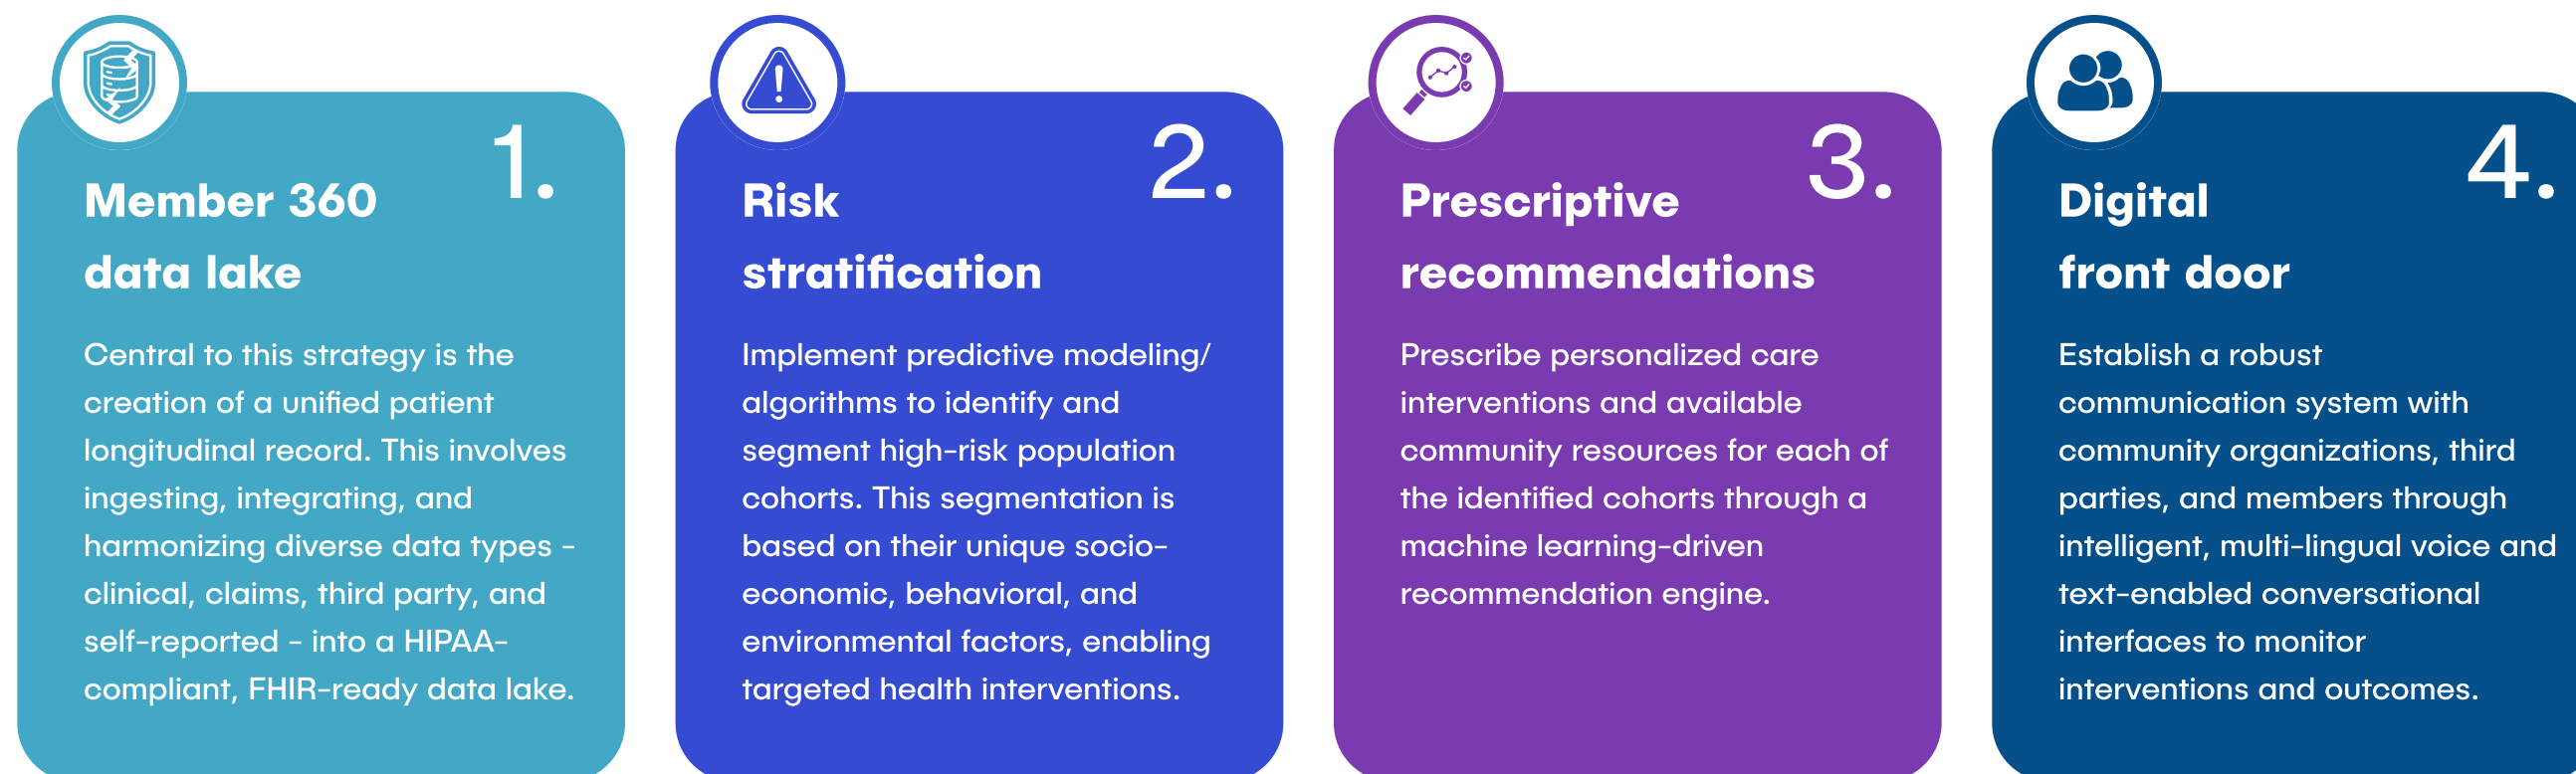 1.
Member 360
data lake
Central to this strategy is the
creation of a unified patient
longitudinal record. This involves
ingesting, integrating, and
harmonizing diverse data types -
clinical, claims, third party, and
self-reported - into a HIPAA-
compliant, FHIR-ready data lake.
2.
Risk
stratification
Implement predictive modeling/
algorithms to identify and
segment high-risk population
cohorts. This segmentation is
based on their unique socio-
economic, behavioral, and
environmental factors, enabling
targeted health interventions.
3.
Prescriptive
recommendations
Prescribe personalized care
interventions and available
community resources for each of
the identified cohorts through a
machine learning-driven
recommendation engine.
4.
Digital
front door
Establish a robust
communication system with
community organizations, third
parties, and members through
intelligent, multi-lingual voice and
text-enabled conversational
interfaces to monitor
interventions and outcomes.